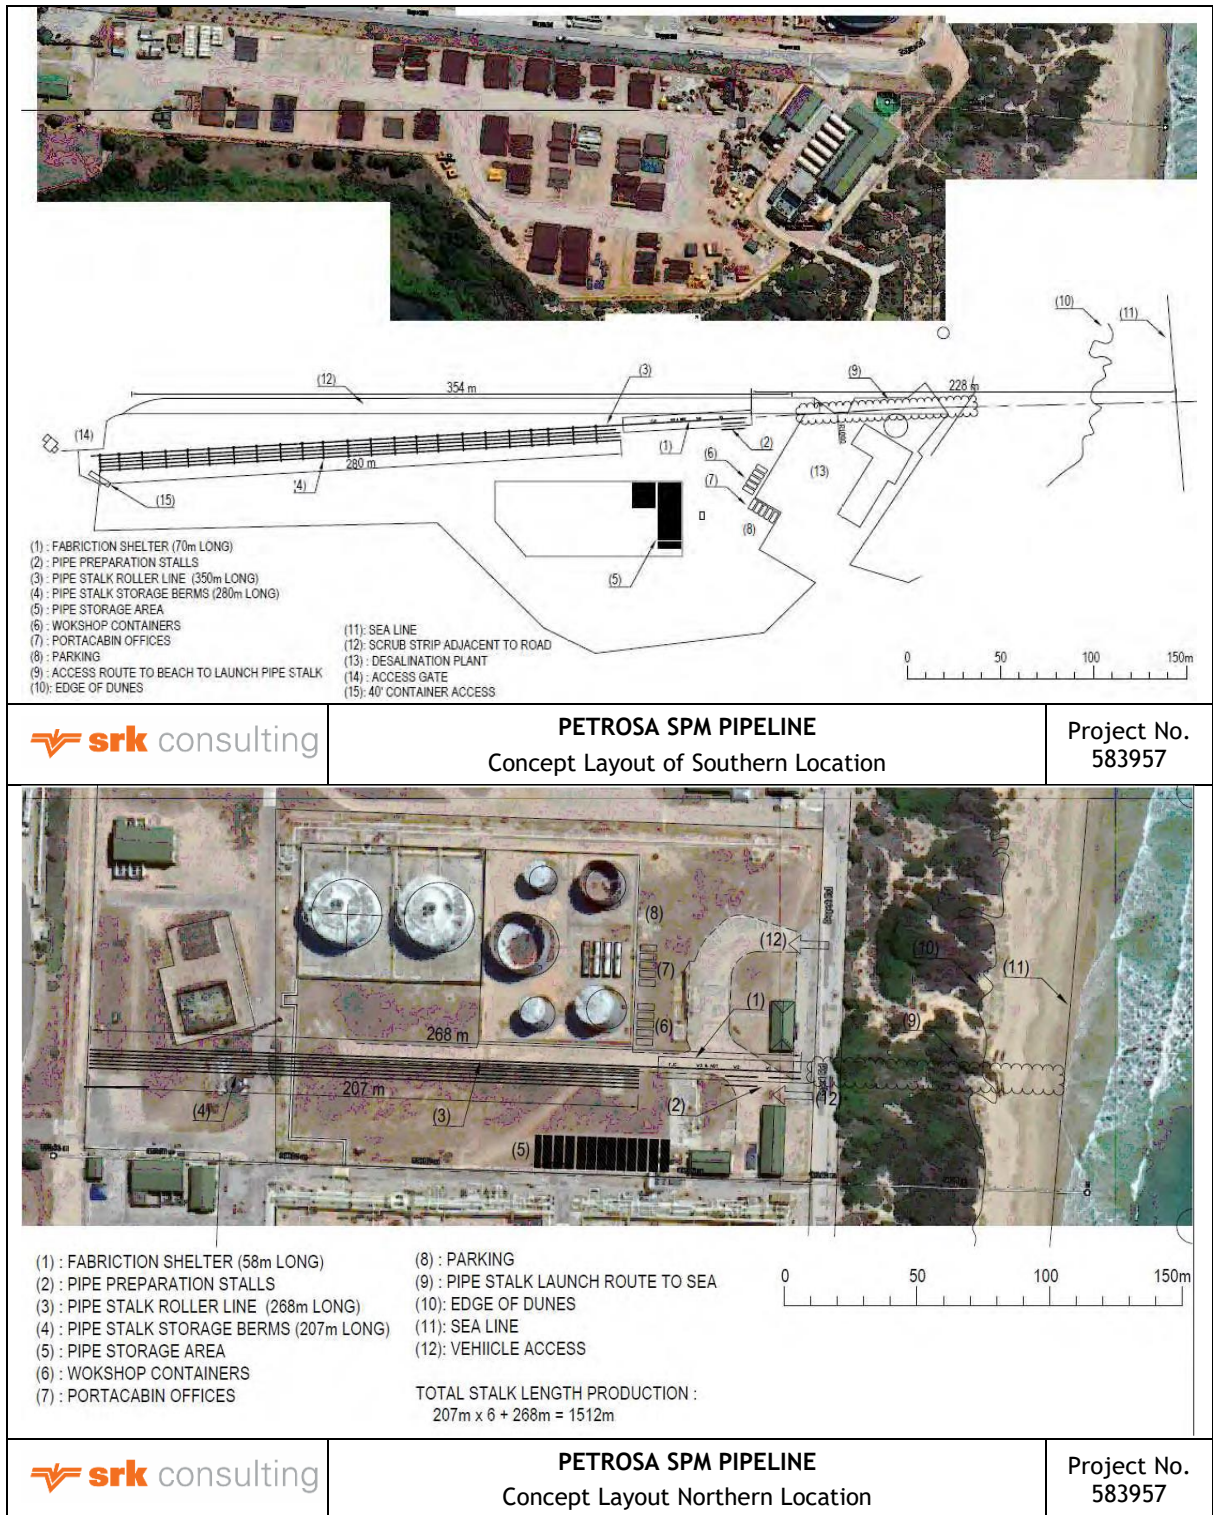 (10)
(11)
(12)
354 m
(3)
(9)
228 m
(14)
280 m
(1)
(2)
(6)
(13)
(15)
(7)
(8)
(5)
(1) : FABRICTION SHELTER (70m LONG)
(2) : PIPE PREPARATION STALLS
(3) : PIPE STALK ROLLER LINE (350m LONG)
(4) : PIPE STALK STORAGE BERMS (280m LONG)
(5) : PIPE STORAGE AREA
(6) : WOKSHOP CONTAINERS
(7) : PORTACABIN OFFICES
(8) : PARKING
(9) : ACCESS ROUTE TO BEACH TO LAUNCH PIPE STALK
(10): EDGE OF DUNES
(11): SEA LINE
(12): SCRUB STRIP ADJACENT TO ROAD
(13) : DESALINATION PLANT
(14) : ACCESS GATE
(15): 40' CONTAINER ACCESS
0 50 100 150m
srk consulting
PETROSA SPM PIPELINE
Concept Layout of Southern Location
Project No.
583957
(8)
(12)
(7)
(10)
(11)
(1)
(6)
(9)
268 m
207 m
(4)
(3)
(2)
(12)
(5)
(1) : FABRICTION SHELTER (58m LONG)
(2) : PIPE PREPARATION STALLS
(3) : PIPE STALK ROLLER LINE (268m LONG)
(4) : PIPE STALK STORAGE BERMS (207m LONG)
(5) : PIPE STORAGE AREA
(6) : WOKSHOP CONTAINERS
(7) : PORTACABIN OFFICES
(8) : PARKING
(9) : PIPE STALK LAUNCH ROUTE TO SEA
(10): EDGE OF DUNES
(11): SEA LINE
(12): VEHIICLE ACCESS
TOTAL STALK LENGTH PRODUCTION :
207m x 6 + 268m = 1512m
0 50 100 150m
srk consulting
PETROSA SPM PIPELINE
Concept Layout Northern Location
Project No.
583957